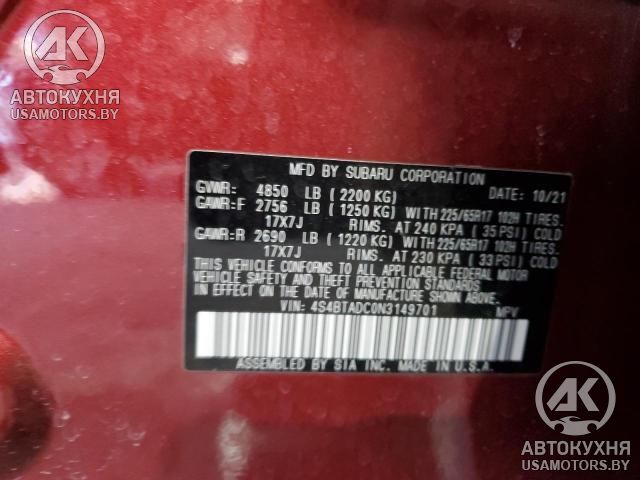 АК
АВТОКУХНЯ
USAMOTORS.BY
АК
АВТОКУХНЯ
USAMOTORS.BY
MFD BY SUBARU CORPORATION
GVWR: 4850 LB (2200 KG) DATE: 10/21
GAWR:F 2756 LB (1250 KG) WITH 225/65R17 102H TIRES.
17X7J RIMS. AT 240 KPA (35 PSI) COLD
GAWR:R 2690 LB (1220 KG) WITH 225/65R17 102H TIRES.
17X7J RIMS. AT 230 KPA (33 PSI) COLD
THIS VEHICLE CONFORMS TO ALL APPLICABLE FEDERAL MOTOR
VEHICLE SAFETY AND THEFT PREVENTION STANDARDS
IN EFFECT ON THE DATE OF MANUFACTURE SHOWN ABOVE.
VIN: 4S4BTADC0N3149701 MPV
ASSEMBLED BY SIA INC. MADE IN U.S.A.
АК
АВТОКУХНЯ
USAMOTORS.BY